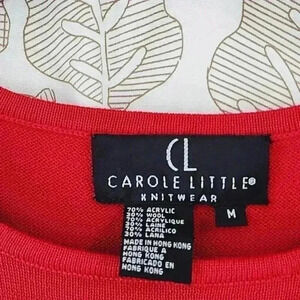 CL
CAROLE LITTLE®
KNITWEAR
M
70% ACRYLIC
30% WOOL
70% ACRYLIQUE
30% LAINE
70% ACRILICO
30% LANA
MADE IN HONG KONG
FABRIQUE A
HONG KONG
FABRICADO EN
HONG KONG